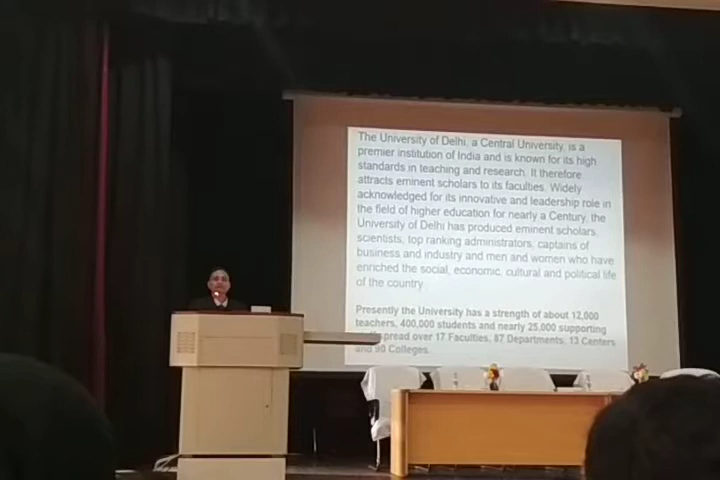 The University of Delhi, a Central University, is a
premier institution of India and is known for its high
standards in teaching and research. It therefore
attracts eminent scholars to its faculties. Widely
acknowledged for its innovative and leadership role in
the field of higher education for nearly a Century, the
University of Delhi has produced eminent scholars,
scientists, top ranking administrators, captains of
business and industry and men and women who have
enriched the social, economic, cultural and political life
of the country
Presently the University has a strength of about 12,000
teachers, 400,000 students and nearly 25,000 supporting
spread over 17 Faculties, 87 Departments, 13 Centers
and 90 Colleges.